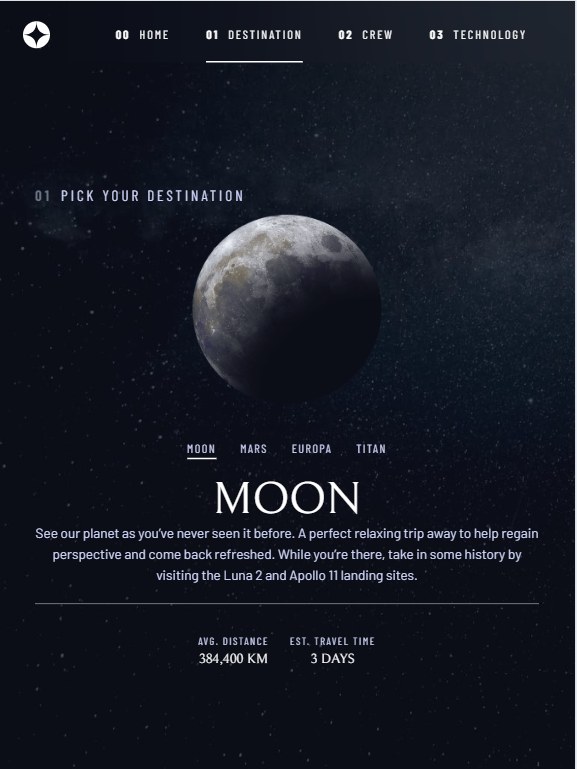 00 HOME 01 DESTINATION 02 CREW 03 TECHNOLOGY
01 PICK YOUR DESTINATION
MOON MARS EUROPA TITAN
MOON
See our planet as you’ve never seen it before. A perfect relaxing trip away to help regain
perspective and come back refreshed. While you’re there, take in some history by
visiting the Luna 2 and Apollo 11 landing sites.
AVG. DISTANCE EST. TRAVEL TIME
384,400 KM 3 DAYS